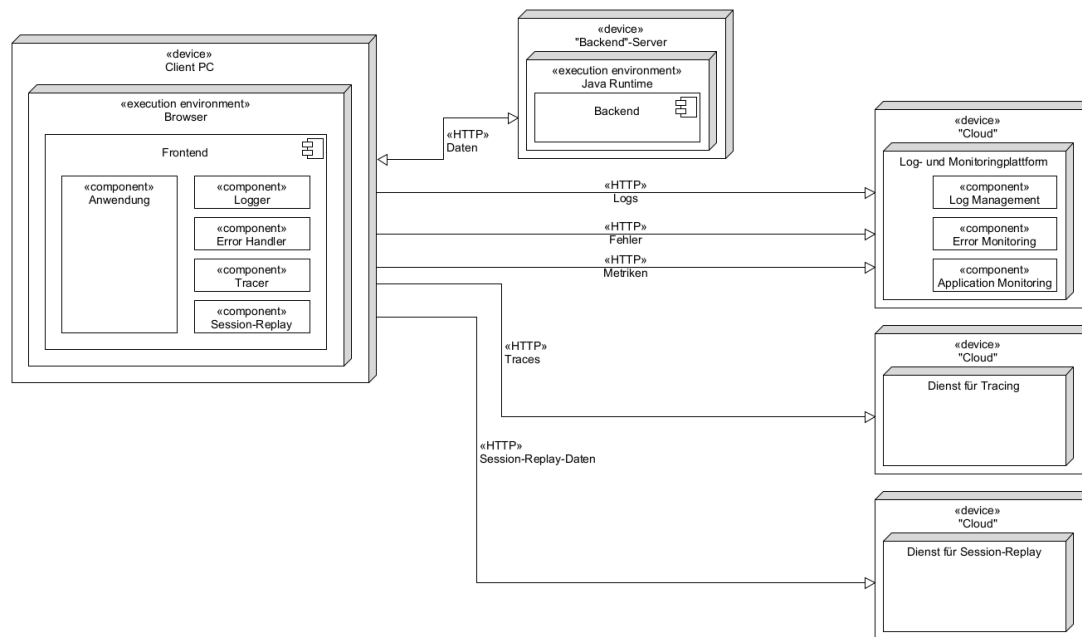 «device»
Client PC
«execution environment»
Browser
Frontend
«component»
Anwendung
«component»
Logger
«component»
Error Handler
«component»
Tracer
«component»
Session-Replay
«device»
"Backend"-Server
«execution environment»
Java Runtime
Backend
«HTTP»
Daten
«HTTP»
Logs
«HTTP»
Fehler
«HTTP»
Metriken
«HTTP»
Traces
«HTTP»
Session-Replay-Daten
«device»
"Cloud"
Log- und Monitoringplattform
«component»
Log Management
«component»
Error Monitoring
«component»
Application Monitoring
«device»
"Cloud"
Dienst für Tracing
«device»
"Cloud"
Dienst für Session-Replay